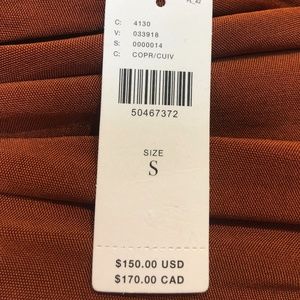 C: 4130
V: 033918
S: 0000014
C: COPR/CUIV
50467372
SIZE
S
$150.00 USD
$170.00 CAD